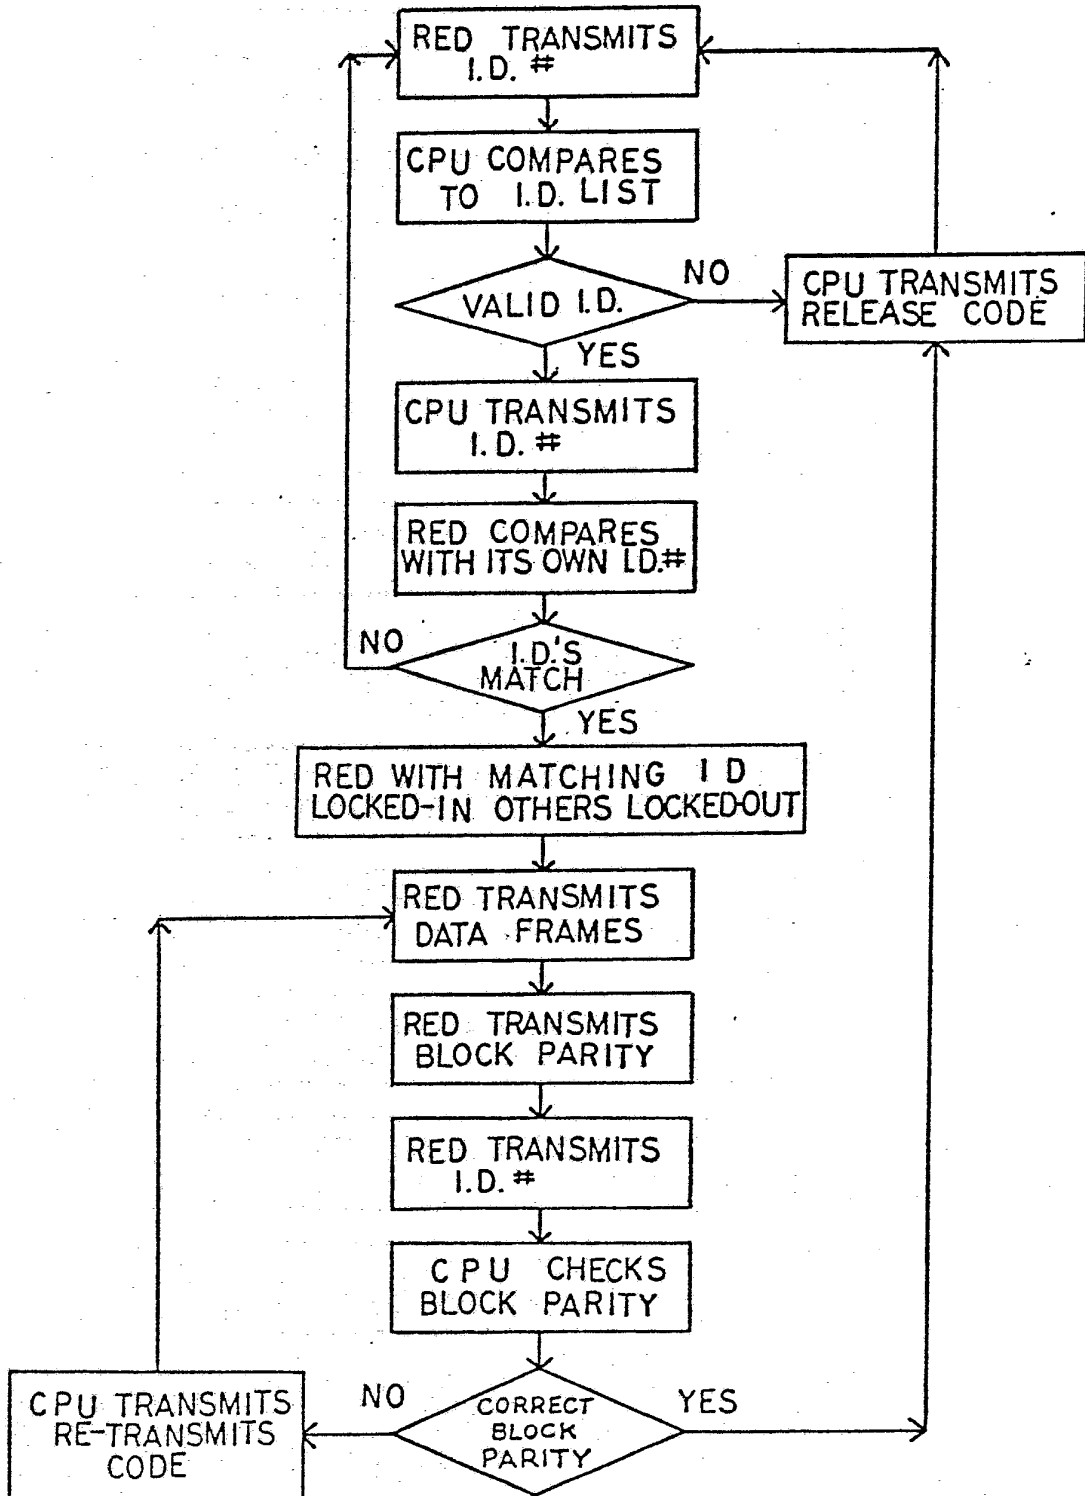 RED TRANSMITS
I.D. #
CPU COMPARES
TO I.D. LIST
VALID I.D.
NO
CPU TRANSMITS
RELEASE CODE
YES
CPU TRANSMITS
I.D. #
RED COMPARES
WITH ITS OWN I.D.#
NO
I.D.'S
MATCH
YES
RED WITH MATCHING I D
LOCKED-IN OTHERS LOCKED-OUT
RED TRANSMITS
DATA FRAMES
RED TRANSMITS
BLOCK PARITY
RED TRANSMITS
I.D. #
CPU CHECKS
BLOCK PARITY
CPU TRANSMITS
RE-TRANSMITS
CODE
NO
CORRECT
BLOCK
PARITY
YES